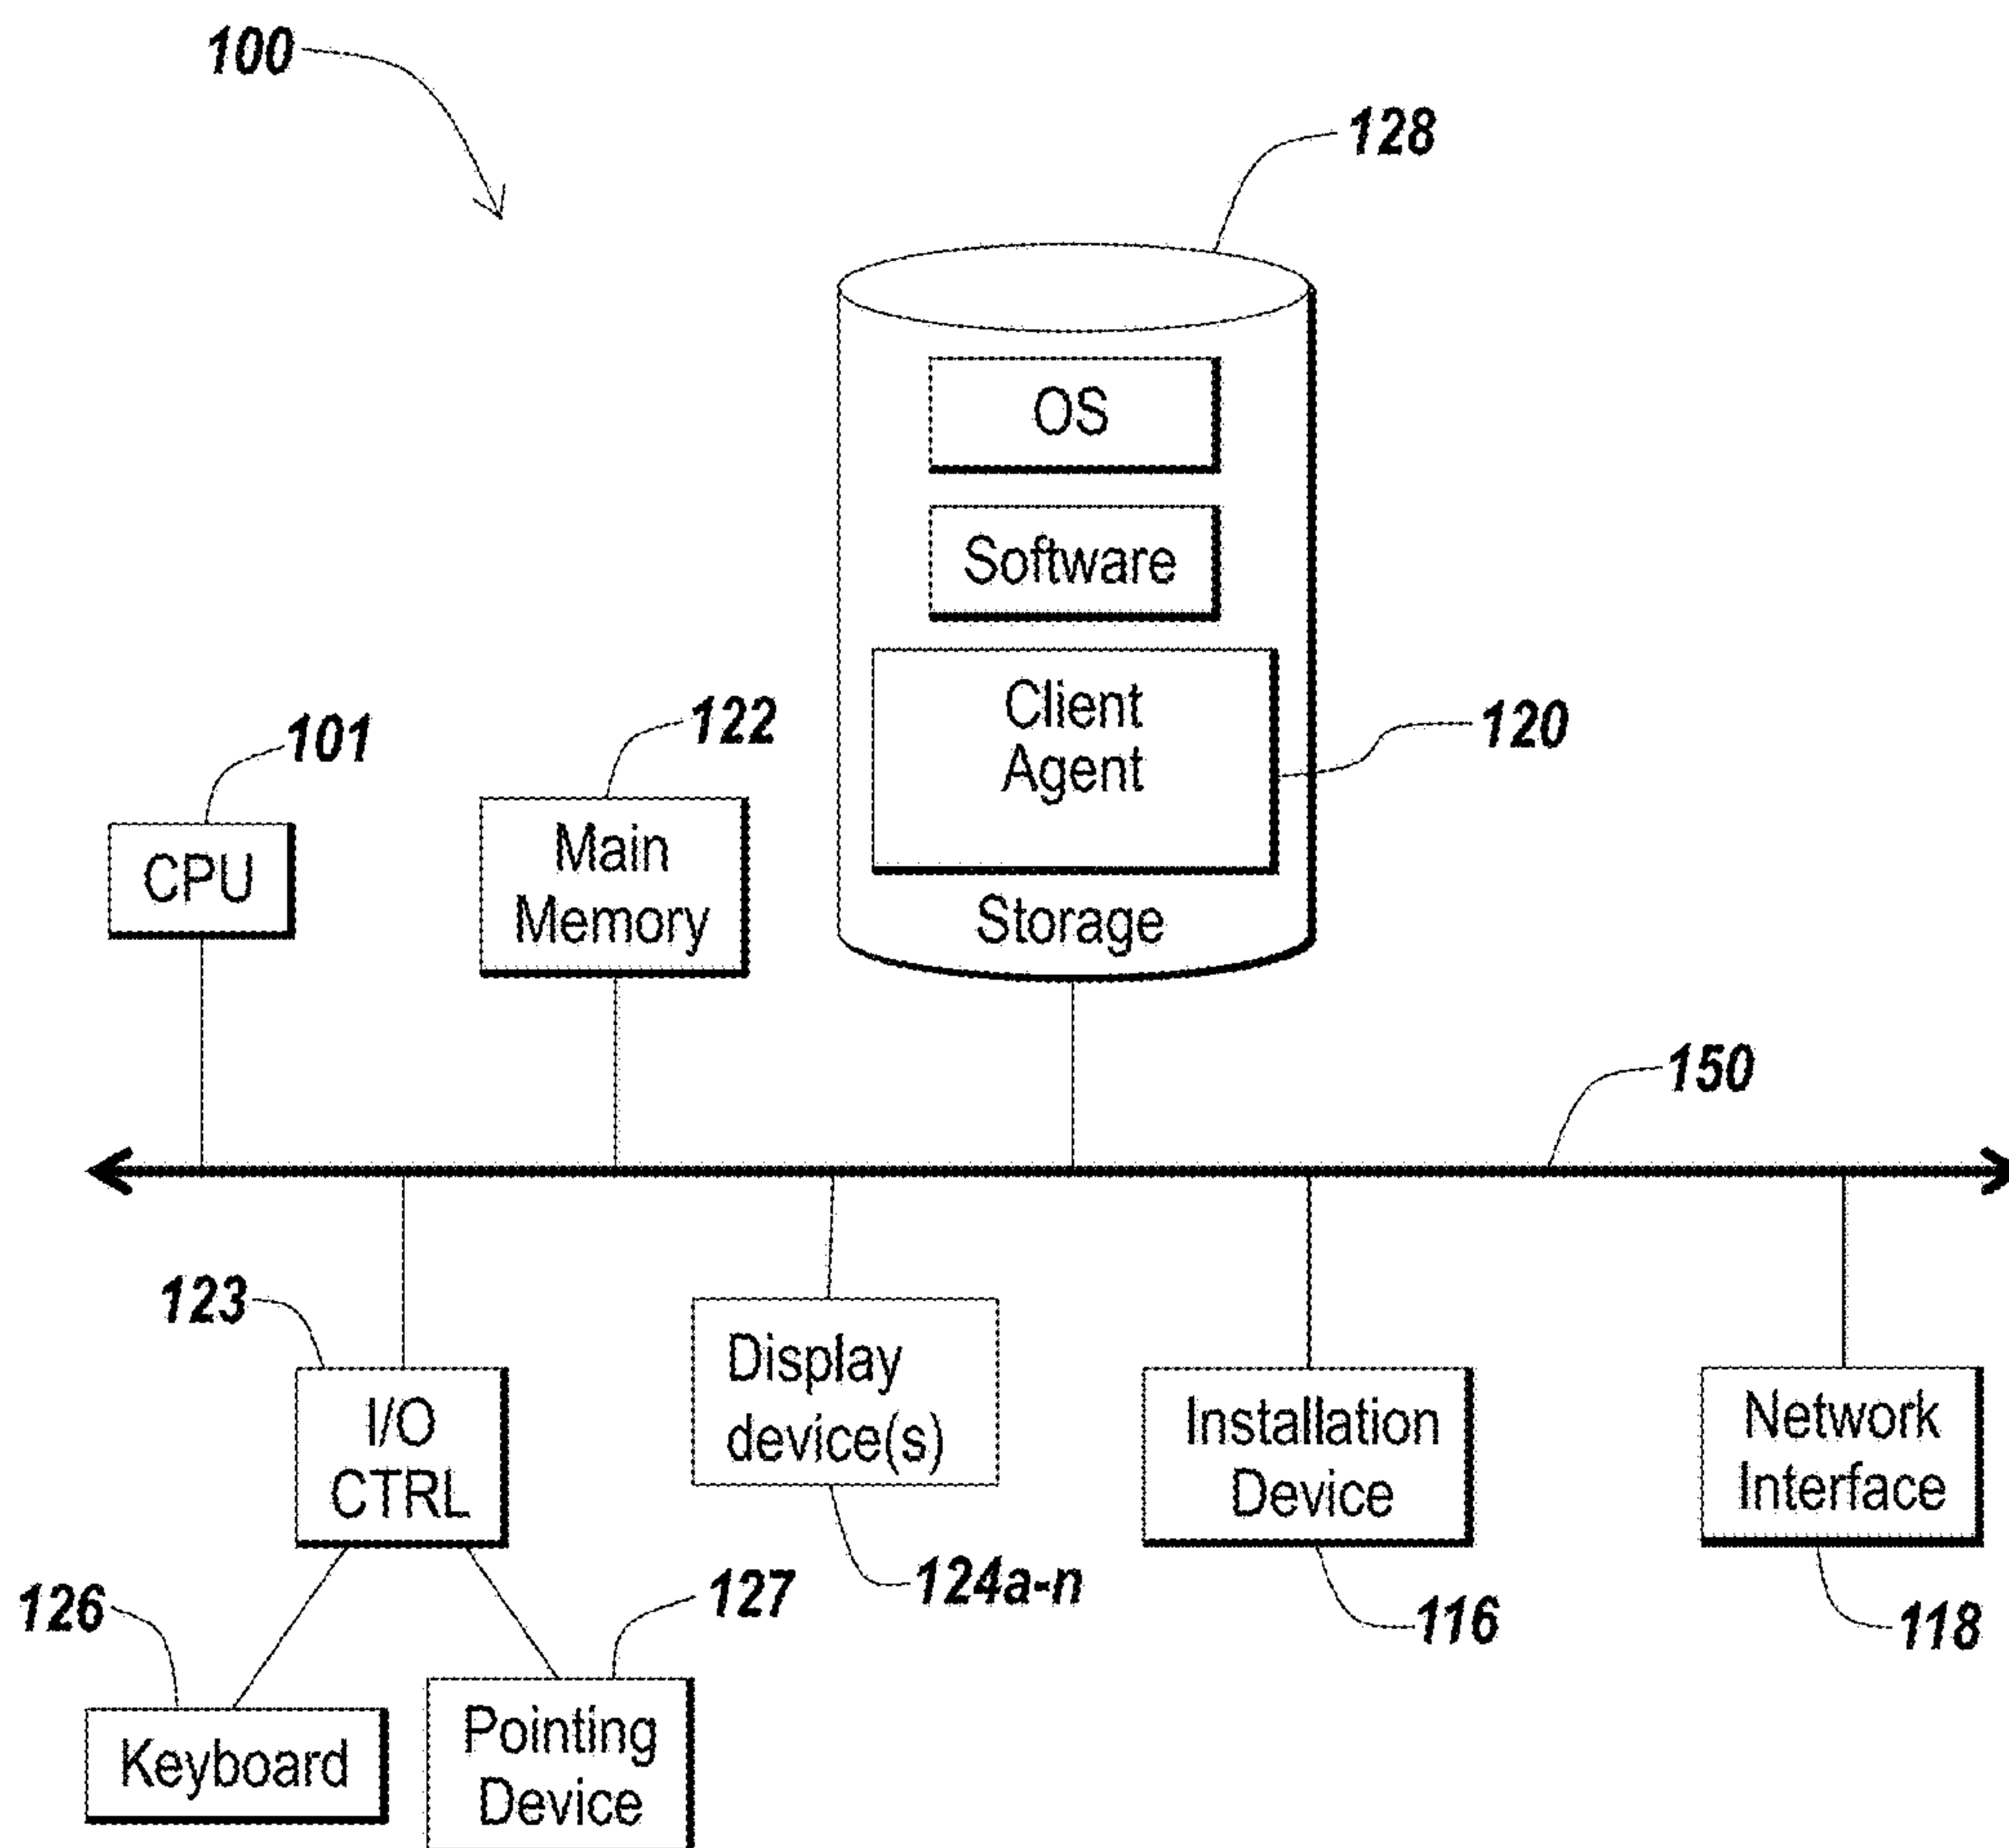 100
128
OS
Software
Client
Agent
120
Storage
101
CPU
122
Main
Memory
150
123
I/O
CTRL
Display
device(s)
124a-n
Installation
Device
116
Network
Interface
118
126
Keyboard
127
Pointing
Device